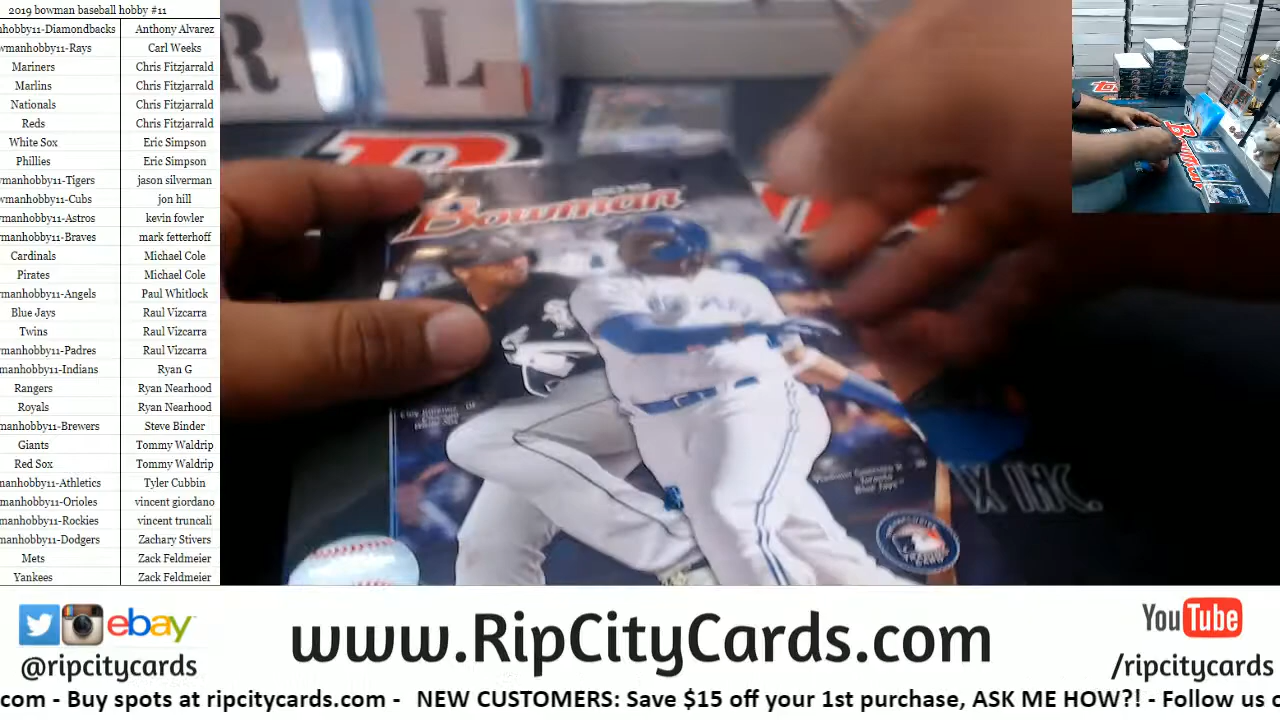 2019 bowman baseball hobby #11
nhobby11-Diamondbacks Anthony Alvarez
wmanhobby11-Rays Carl Weeks
Mariners Chris Fitzjarrald
Marlins Chris Fitzjarrald
Nationals Chris Fitzjarrald
Reds Chris Fitzjarrald
White Sox Eric Simpson
Phillies Eric Simpson
wmanhobby11-Tigers jason silverman
wmanhobby11-Cubs jon hill
manhobby11-Astros kevin fowler
manhobby11-Braves mark fetterhoff
Cardinals Michael Cole
Pirates Michael Cole
wmanhobby11-Angels Paul Whitlock
Blue Jays Raul Vizcarra
Twins Raul Vizcarra
manhobby11-Padres Raul Vizcarra
manhobby11-Indians Ryan G
Rangers Ryan Nearhood
Royals Ryan Nearhood
manhobby11-Brewers Steve Binder
Giants Tommy Waldrip
Red Sox Tommy Waldrip
manhobby11-Athletics Tyler Cubbin
manhobby11-Orioles vincent giordano
manhobby11-Rockies vincent truncali
manhobby11-Dodgers Zachary Stivers
Mets Zack Feldmeier
Yankees Zack Feldmeier
R L
Bowman
X INC.
ebay
@ripcitycards
www.RipCityCards.com
YouTube
/ripcitycards
com - Buy spots at ripcitycards.com - NEW CUSTOMERS: Save $15 off your 1st purchase, ASK ME HOW?! - Follow us o